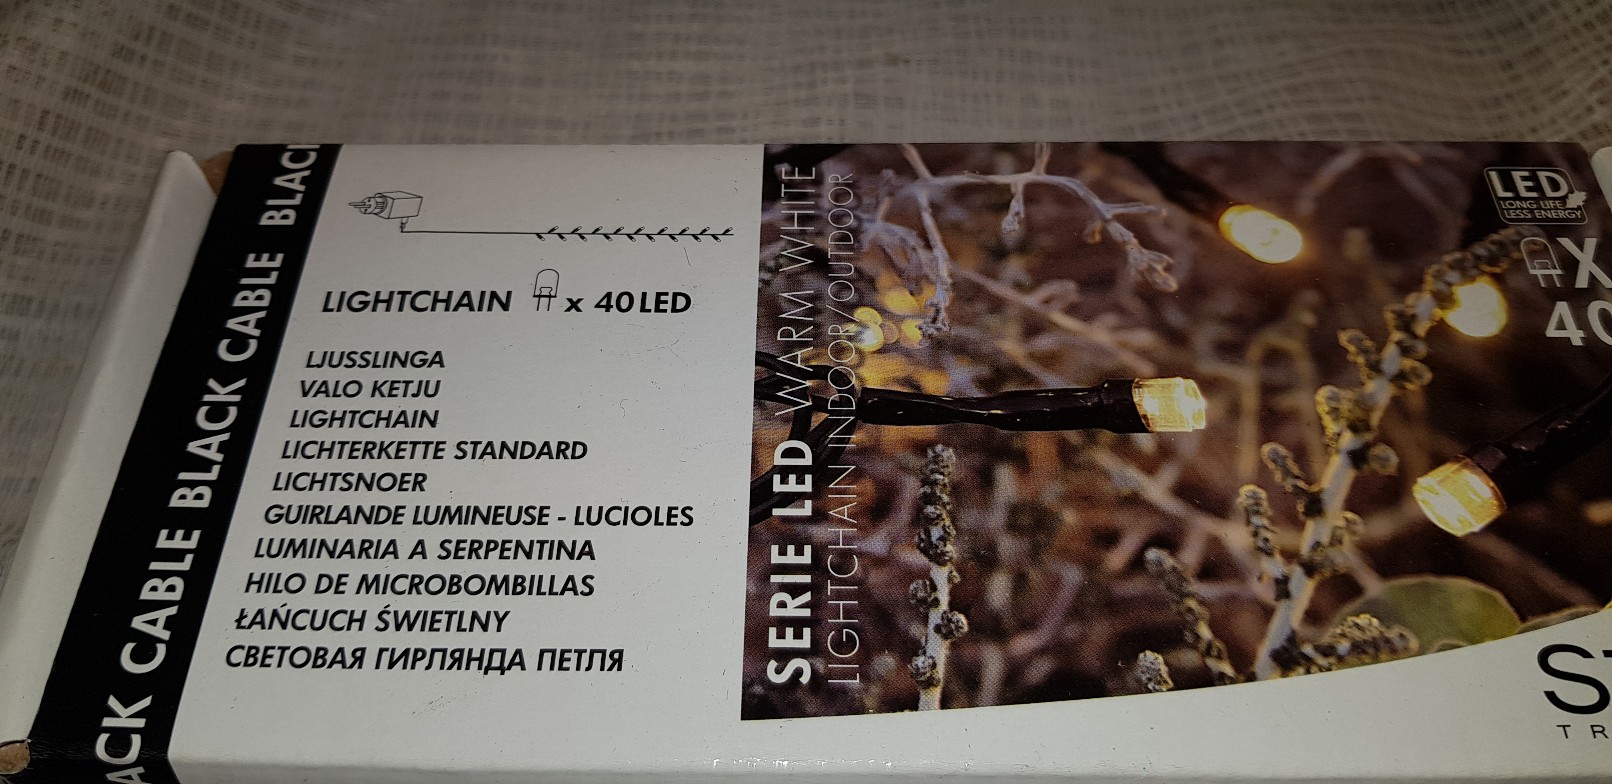 BLACK CABLE BLACK CABLE
LIGHTCHAIN x 40 LED
LJUSSLINGA
VALO KETJU
LIGHTCHAIN
LICHTERKETTE STANDARD
LICHTSNOER
GUIRLANDE LUMINEUSE - LUCIOLES
LUMINARIA A SERPENTINA
HILO DE MICROBOMBILLAS
ŁAŃCUCH ŚWIETLNY
СВЕТОВАЯ ГИРЛЯНДА ПЕТЛЯ
SERIE LED WARM WHITE
LIGHTCHAIN INDOOR/OUTDOOR
LED
LONG LIFE
LESS ENERGY
X